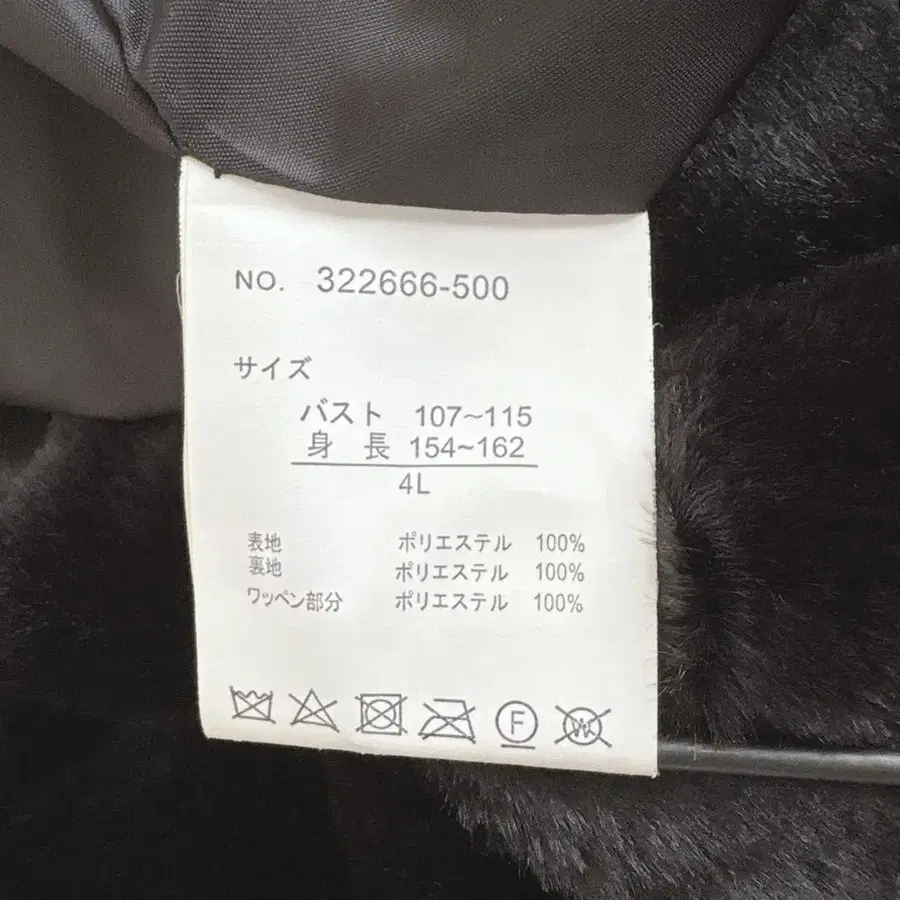 NO. 322666-500
サイズ
バスト 107~115
身 長 154~162
4L
表地 ポリエステル 100%
裏地 ポリエステル 100%
ワッペン部分 ポリエステル 100%
F W